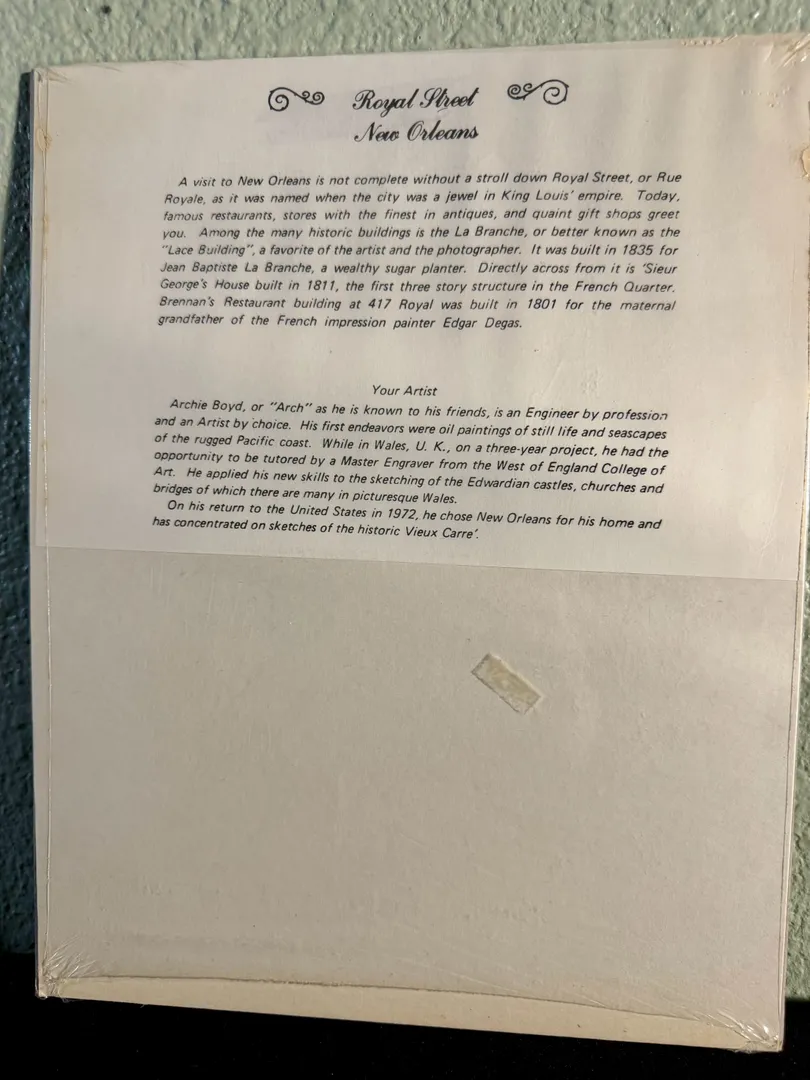 Royal Street
New Orleans
A visit to New Orleans is not complete without a stroll down Royal Street, or Rue
Royale, as it was named when the city was a jewel in King Louis' empire. Today,
famous restaurants, stores with the finest in antiques, and quaint gift shops greet
you. Among the many historic buildings is the La Branche, or better known as the
"Lace Building", a favorite of the artist and the photographer. It was built in 1835 for
Jean Baptiste La Branche, a wealthy sugar planter. Directly across from it is 'Sieur
George's House built in 1811, the first three story structure in the French Quarter.
Brennan's Restaurant building at 417 Royal was built in 1801 for the maternal
grandfather of the French impression painter Edgar Degas.
Your Artist
Archie Boyd, or "Arch" as he is known to his friends, is an Engineer by profession
and an Artist by choice. His first endeavors were oil paintings of still life and seascapes
of the rugged Pacific coast. While in Wales, U. K., on a three-year project, he had the
opportunity to be tutored by a Master Engraver from the West of England College of
Art. He applied his new skills to the sketching of the Edwardian castles, churches and
bridges of which there are many in picturesque Wales.
On his return to the United States in 1972, he chose New Orleans for his home and
has concentrated on sketches of the historic Vieux Carre'.